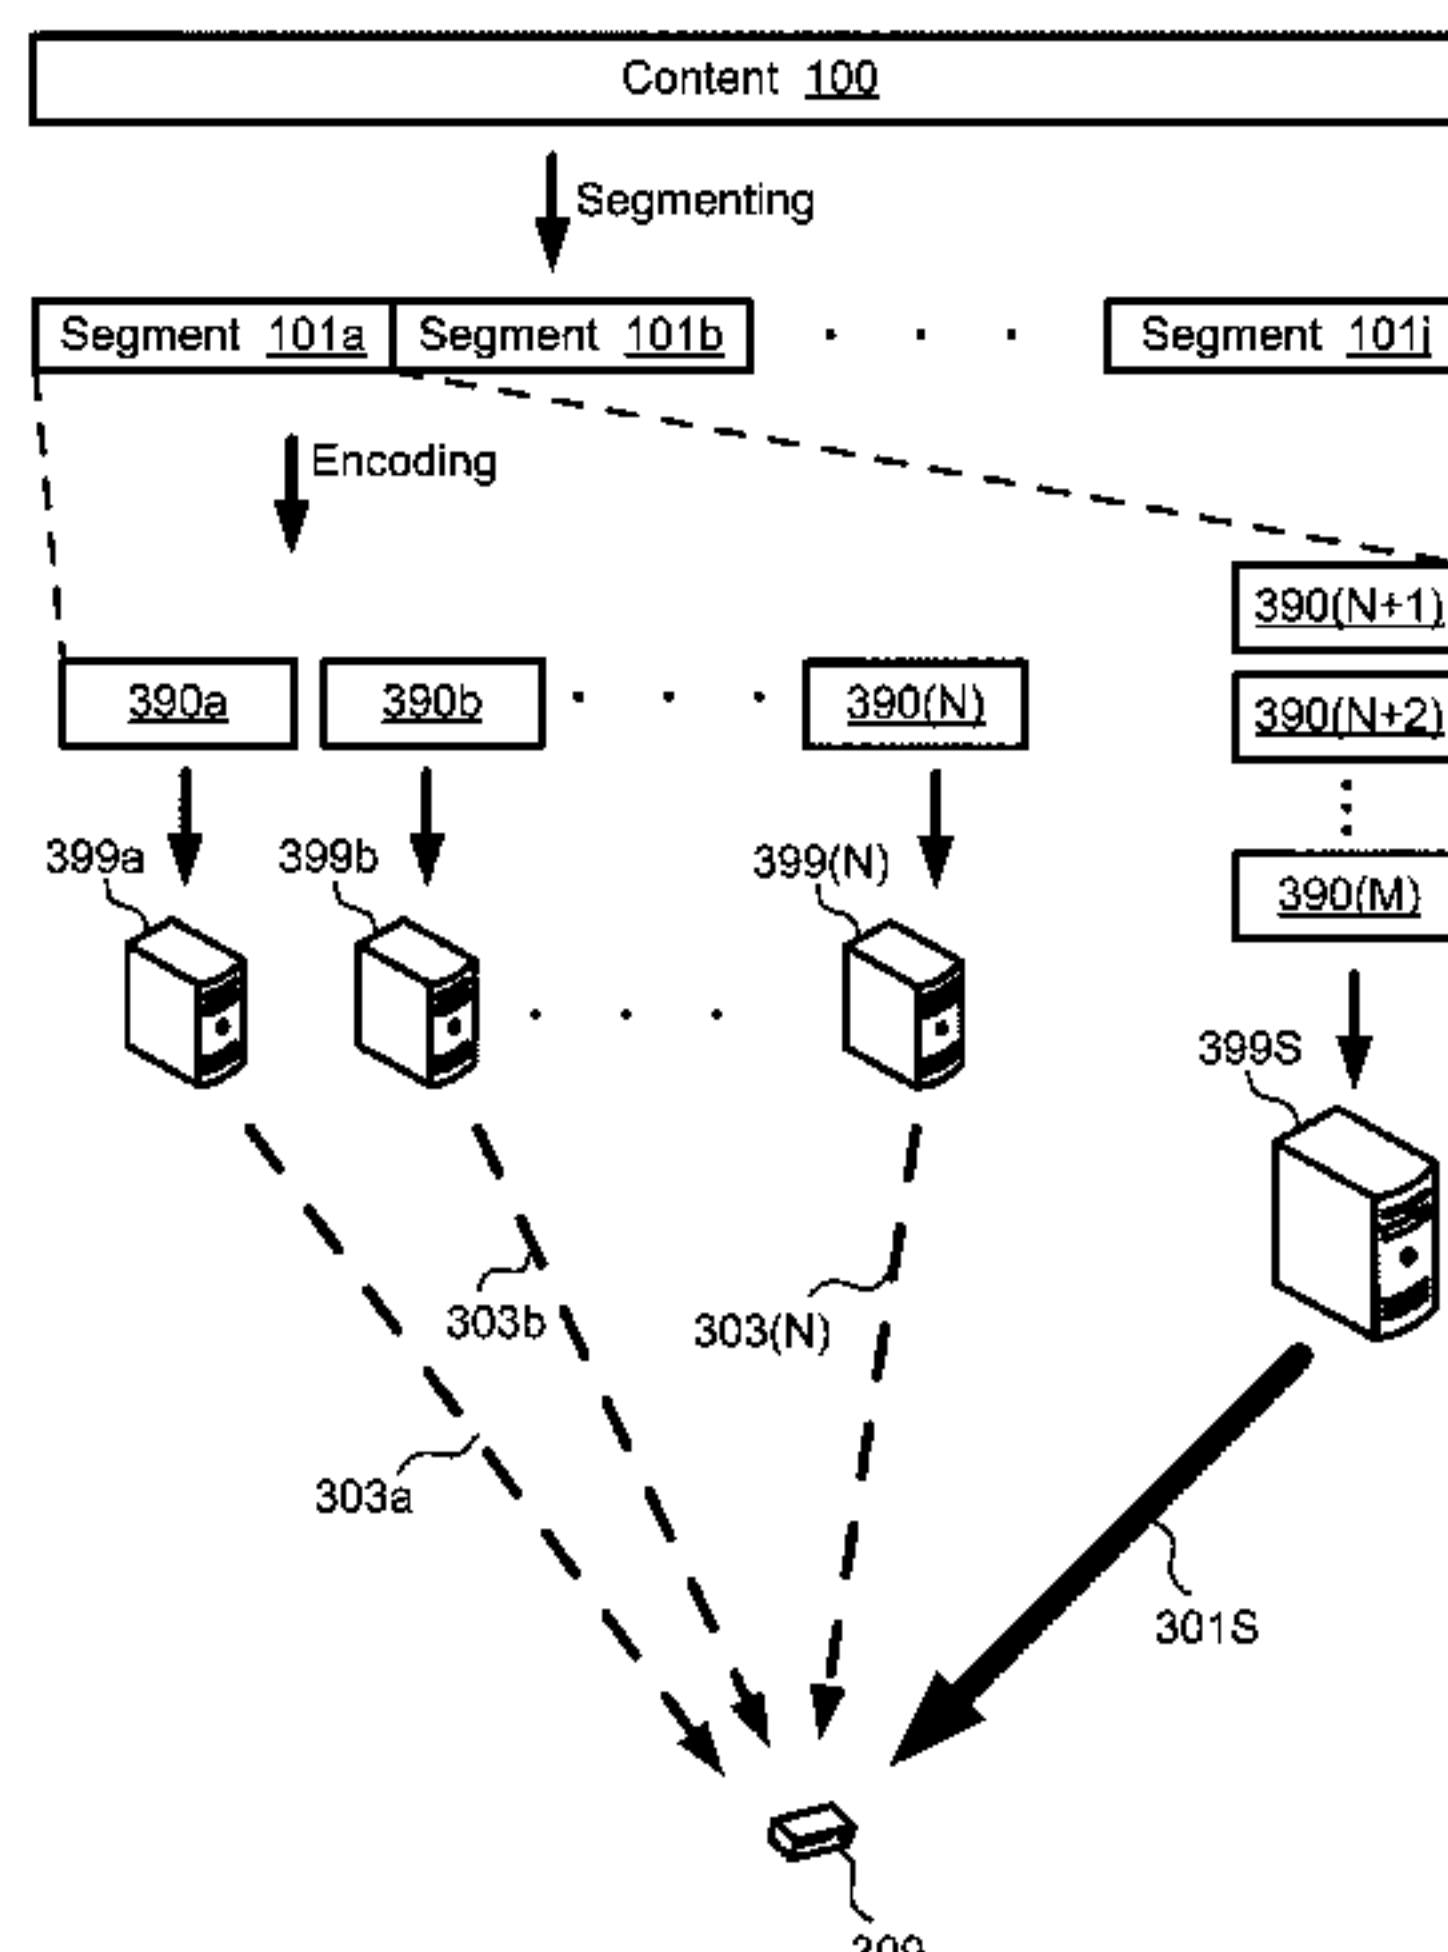 Content 100
Segmenting
Segment 101a Segment 101b . . . Segment 101j
Encoding
390(N+1)
390a 390b . . . 390(N)
390(N+2)
399a 399b 399(N)
390(M)
399S
303b 303(N)
303a
301S
309